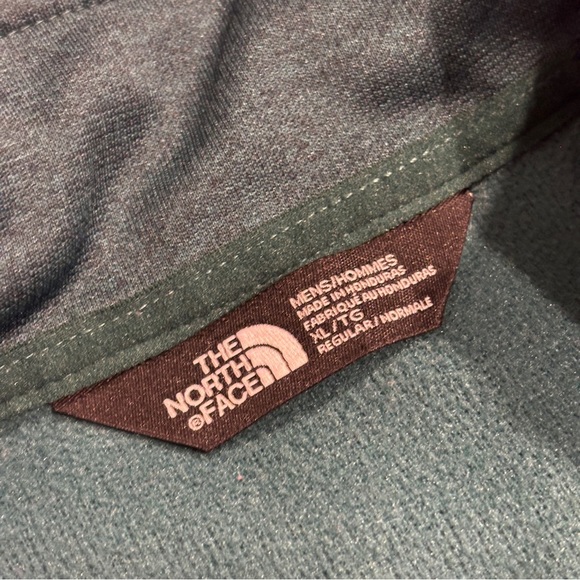 THE
NORTH
®FACE
MENS/HOMMES
MADE IN HONDURAS
FABRIQUÉ AU HONDURAS
XL/TG
REGULAR/NORMALE